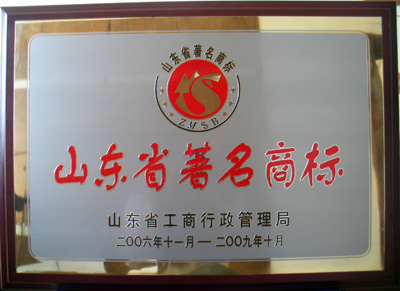 山东省著名商标
ZMSB
山东省著名商标
山东省工商行政管理局
二〇〇六年十一月—二〇〇九年十月